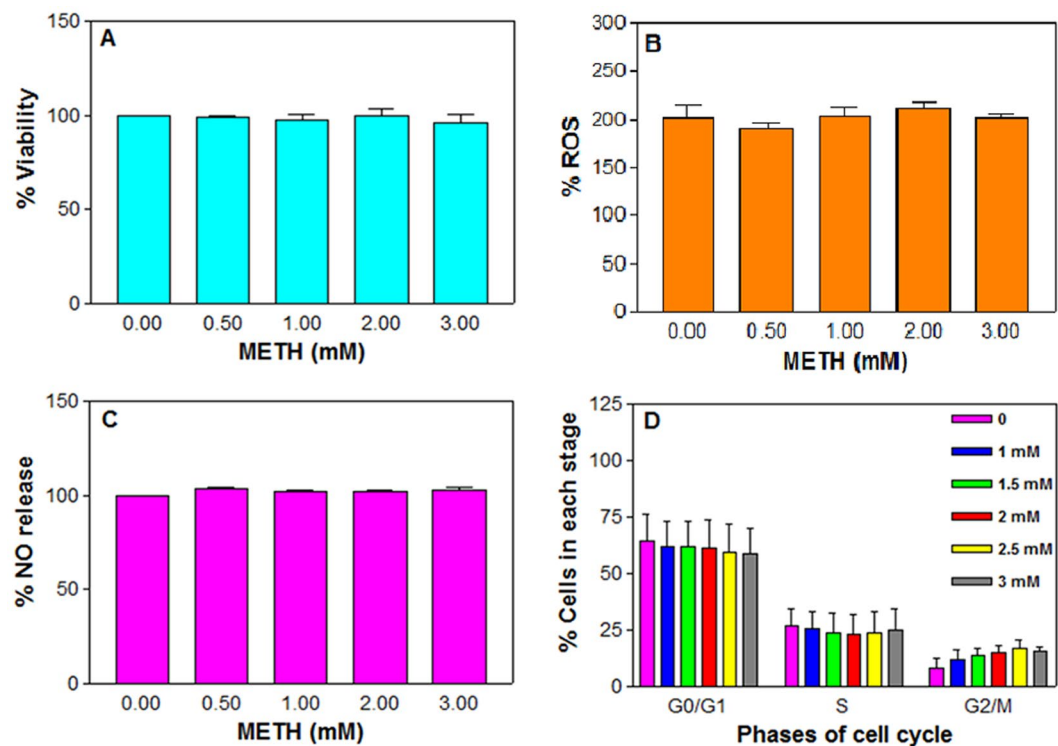 A
% Viability
150
100
50
0
0.00 0.50 1.00 2.00 3.00
METH (mM)
B
% ROS
300
250
200
150
100
50
0
0.00 0.50 1.00 2.00 3.00
METH (mM)
C
% NO release
150
100
50
0
0.00 0.50 1.00 2.00 3.00
METH (mM)
D
% Cells in each stage
125
100
75
50
25
0
0
1 mM
1.5 mM
2 mM
2.5 mM
3 mM
G0/G1 S G2/M
Phases of cell cycle